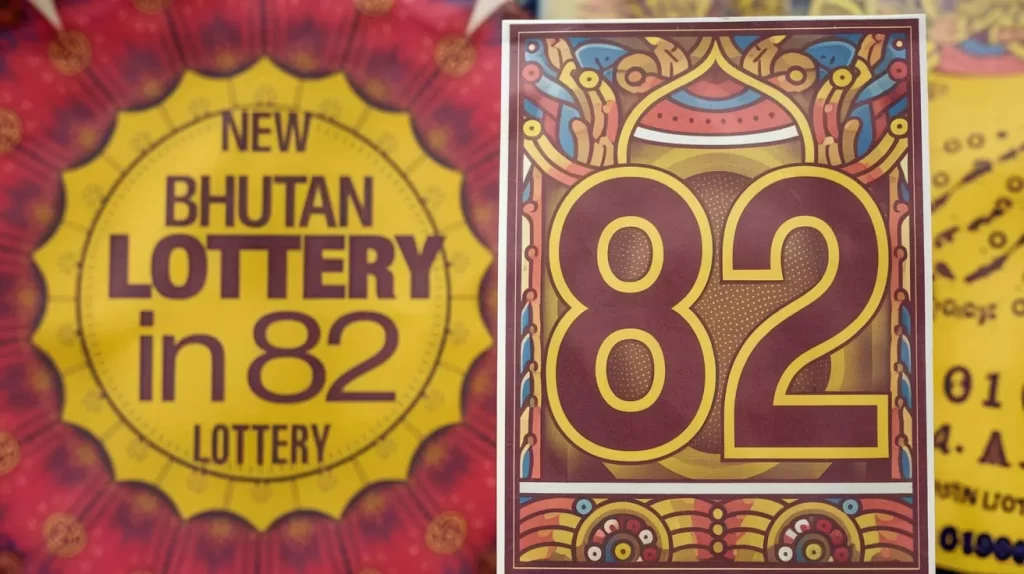 NEW
BHUTAN
LOTTERY
in 82
LOTTERY
82